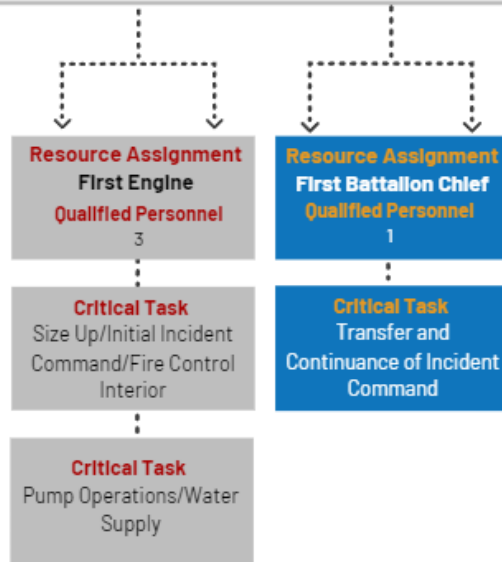 Resource Assignment
First Engine
Qualified Personnel
3
Critical Task
Size Up/Initial Incident
Command/Fire Control
Interior
Critical Task
Pump Operations/Water
Supply
Resource Assignment
First Battalion Chief
Qualified Personnel
1
Critical Task
Transfer and
Continuance of Incident
Command